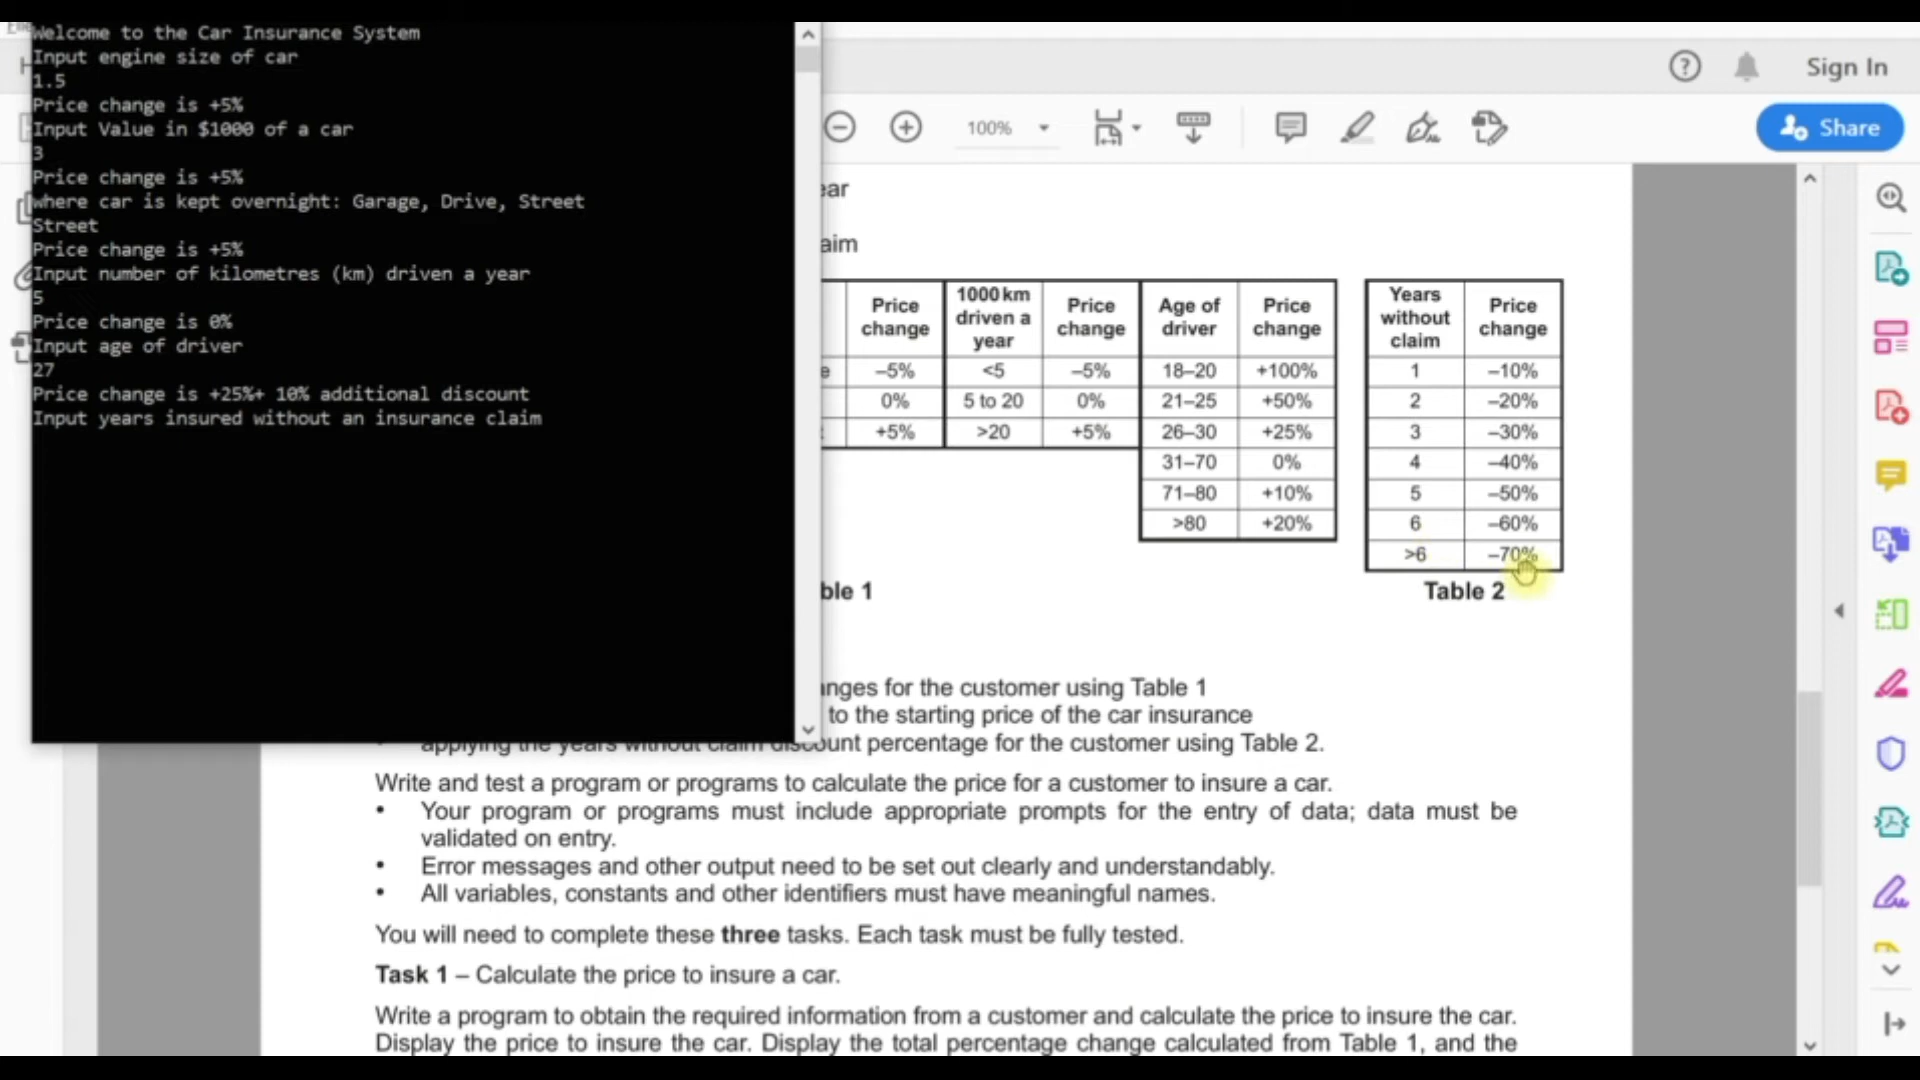 Welcome to the Car Insurance System
Input engine size of car
1.5
Price change is +5%
Input Value in $1000 of a car
3
Price change is +5%
where car is kept overnight: Garage, Drive, Street
Street
Price change is +5%
Input number of kilometres (km) driven a year
5
Price change is 0%
Input age of driver
27
Price change is +25%+ 10% additional discount
Input years insured without an insurance claim
Sign In
100%
Share
ear
aim
Price change 1000 km driven a year Price change Age of driver Price change
e –5% <5 –5% 18–20 +100%
0% 5 to 20 0% 21–25 +50%
+5% >20 +5% 26–30 +25%
31–70 0%
71–80 +10%
>80 +20%
ble 1
Years without claim Price change
1 –10%
2 –20%
3 –30%
4 –40%
5 –50%
6 –60%
>6 –70%
Table 2
nges for the customer using Table 1
to the starting price of the car insurance
applying the years without claim discount percentage for the customer using Table 2.
Write and test a program or programs to calculate the price for a customer to insure a car.
• Your program or programs must include appropriate prompts for the entry of data; data must be
validated on entry.
• Error messages and other output need to be set out clearly and understandably.
• All variables, constants and other identifiers must have meaningful names.
You will need to complete these three tasks. Each task must be fully tested.
Task 1 – Calculate the price to insure a car.
Write a program to obtain the required information from a customer and calculate the price to insure the car.
Display the price to insure the car. Display the total percentage change calculated from Table 1, and the